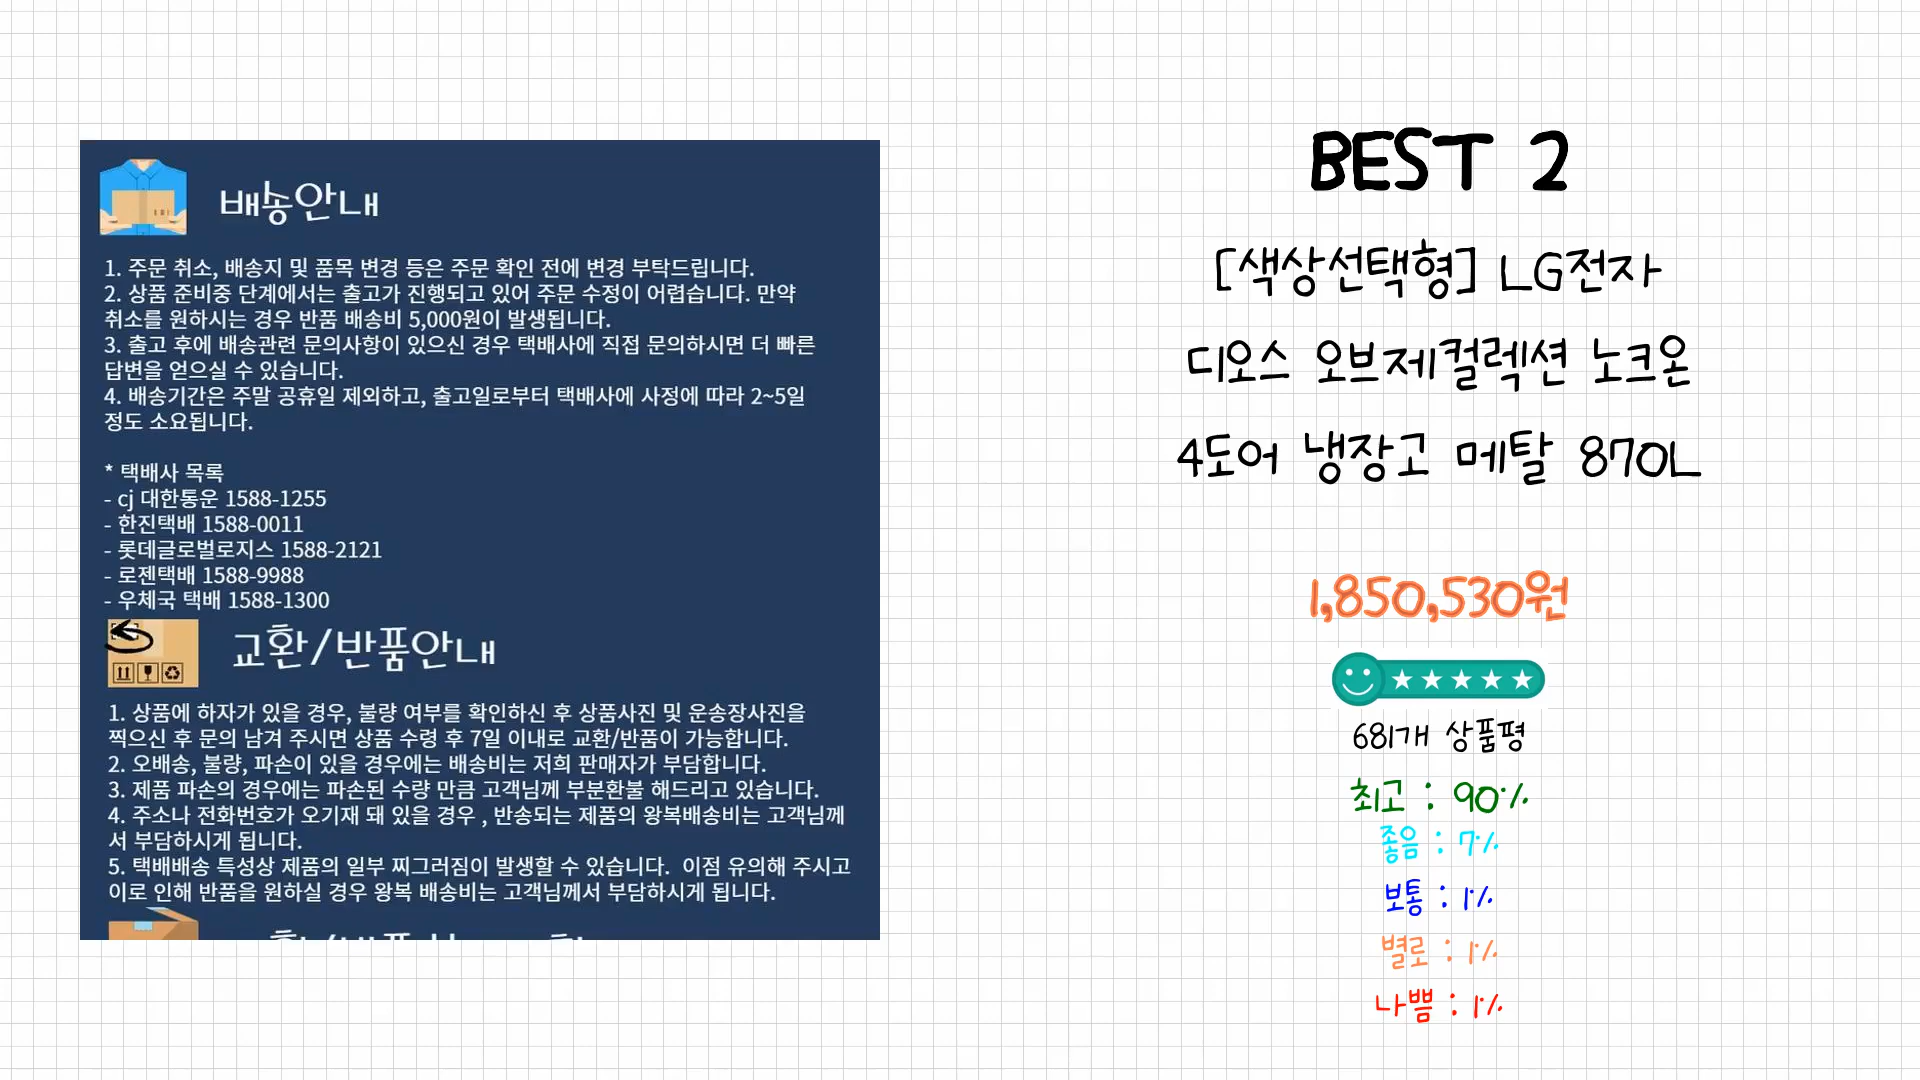 배송안내
1. 주문 취소, 배송지 및 품목 변경 등은 주문 확인 전에 변경 부탁드립니다.
2. 상품 준비중 단계에서는 출고가 진행되고 있어 주문 수정이 어렵습니다. 만약
취소를 원하시는 경우 반품 배송비 5,000원이 발생됩니다.
3. 출고 후에 배송관련 문의사항이 있으신 경우 택배사에 직접 문의하시면 더 빠른
답변을 얻으실 수 있습니다.
4. 배송기간은 주말 공휴일 제외하고, 출고일로부터 택배사에 사정에 따라 2~5일
정도 소요됩니다.
* 택배사 목록
- cj 대한통운 1588-1255
- 한진택배 1588-0011
- 롯데글로벌로지스 1588-2121
- 로젠택배 1588-9988
- 우체국 택배 1588-1300
교환/반품안내
1. 상품에 하자가 있을 경우, 불량 여부를 확인하신 후 상품사진 및 운송장사진을
찍으신 후 문의 남겨 주시면 상품 수령 후 7일 이내로 교환/반품이 가능합니다.
2. 오배송, 불량, 파손이 있을 경우에는 배송비는 저희 판매자가 부담합니다.
3. 제품 파손의 경우에는 파손된 수량 만큼 고객님께 부분환불 해드리고 있습니다.
4. 주소나 전화번호가 오기재 돼 있을 경우 , 반송되는 제품의 왕복배송비는 고객님께
서 부담하시게 됩니다.
5. 택배배송 특성상 제품의 일부 찌그러짐이 발생할 수 있습니다.  이점 유의해 주시고
이로 인해 반품을 원하실 경우 왕복 배송비는 고객님께서 부담하시게 됩니다.
BEST 2
[색상선택형] LG전자
디오스 오브제컬렉션 노크온
4도어 냉장고 메탈 870L
1,850,530원
681개 상품평
최고 : 90%
좋음 : 7%
보통 : 1%
별로 : 1%
나쁨 : 1%